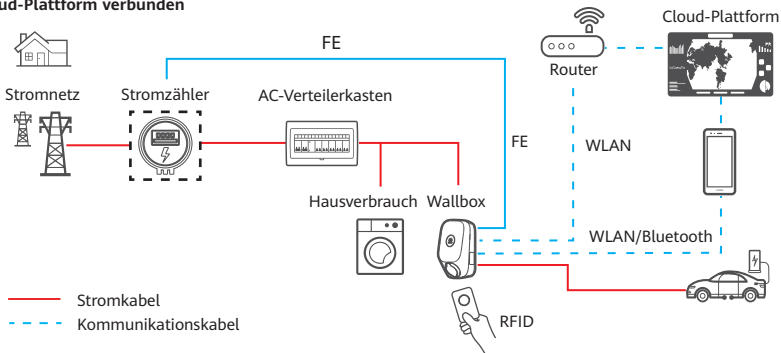 ud-Plattform verbunden
Cloud-Plattform
FE
Router
Stromnetz
Stromzähler
AC-Verteilerkasten
FE
WLAN
Hausverbrauch
Wallbox
WLAN/Bluetooth
RFID
Stromkabel
Kommunikationskabel